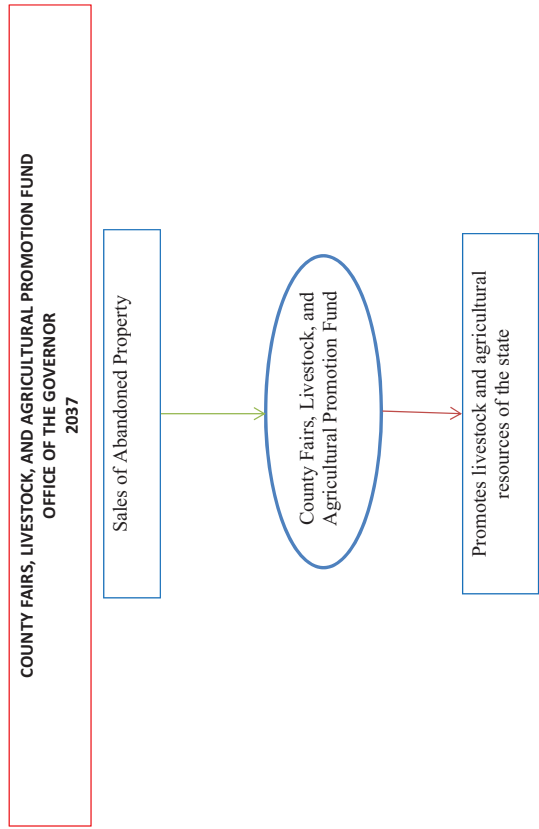 COUNTY FAIRS, LIVESTOCK, AND AGRICULTURAL PROMOTION FUND
OFFICE OF THE GOVERNOR
2037
Sales of Abandoned Property
County Fairs, Livestock, and
Agricultural Promotion Fund
Promotes livestock and agricultural
resources of the state